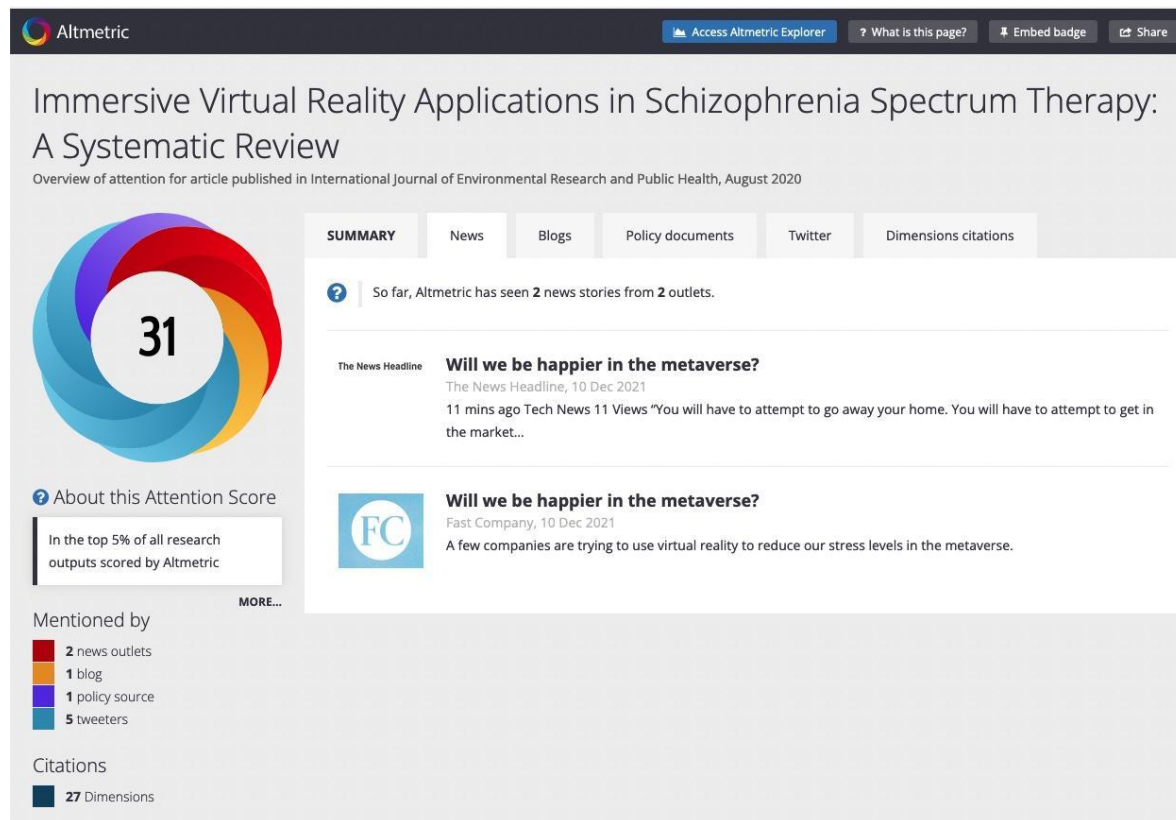 Altmetric
Access Altmetric Explorer
? What is this page?
Embed badge
Share
Immersive Virtual Reality Applications in Schizophrenia Spectrum Therapy:
A Systematic Review
Overview of attention for article published in International Journal of Environmental Research and Public Health, August 2020
31
SUMMARY
News
Blogs
Policy documents
Twitter
Dimensions citations
? So far, Altmetric has seen 2 news stories from 2 outlets.
The News Headline
Will we be happier in the metaverse?
The News Headline, 10 Dec 2021
11 mins ago Tech News 11 Views “You will have to attempt to go away your home. You will have to attempt to get in
the market...
FC
Will we be happier in the metaverse?
Fast Company, 10 Dec 2021
A few companies are trying to use virtual reality to reduce our stress levels in the metaverse.
? About this Attention Score
In the top 5% of all research
outputs scored by Altmetric
MORE...
Mentioned by
2 news outlets
1 blog
1 policy source
5 tweeters
Citations
27 Dimensions